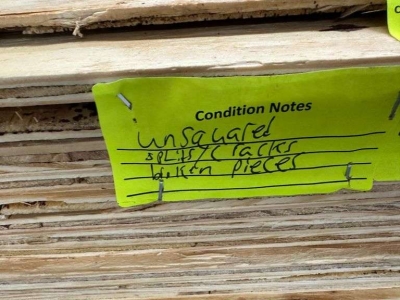 Condition Notes
unsquared
splits/cracks
broken pieces